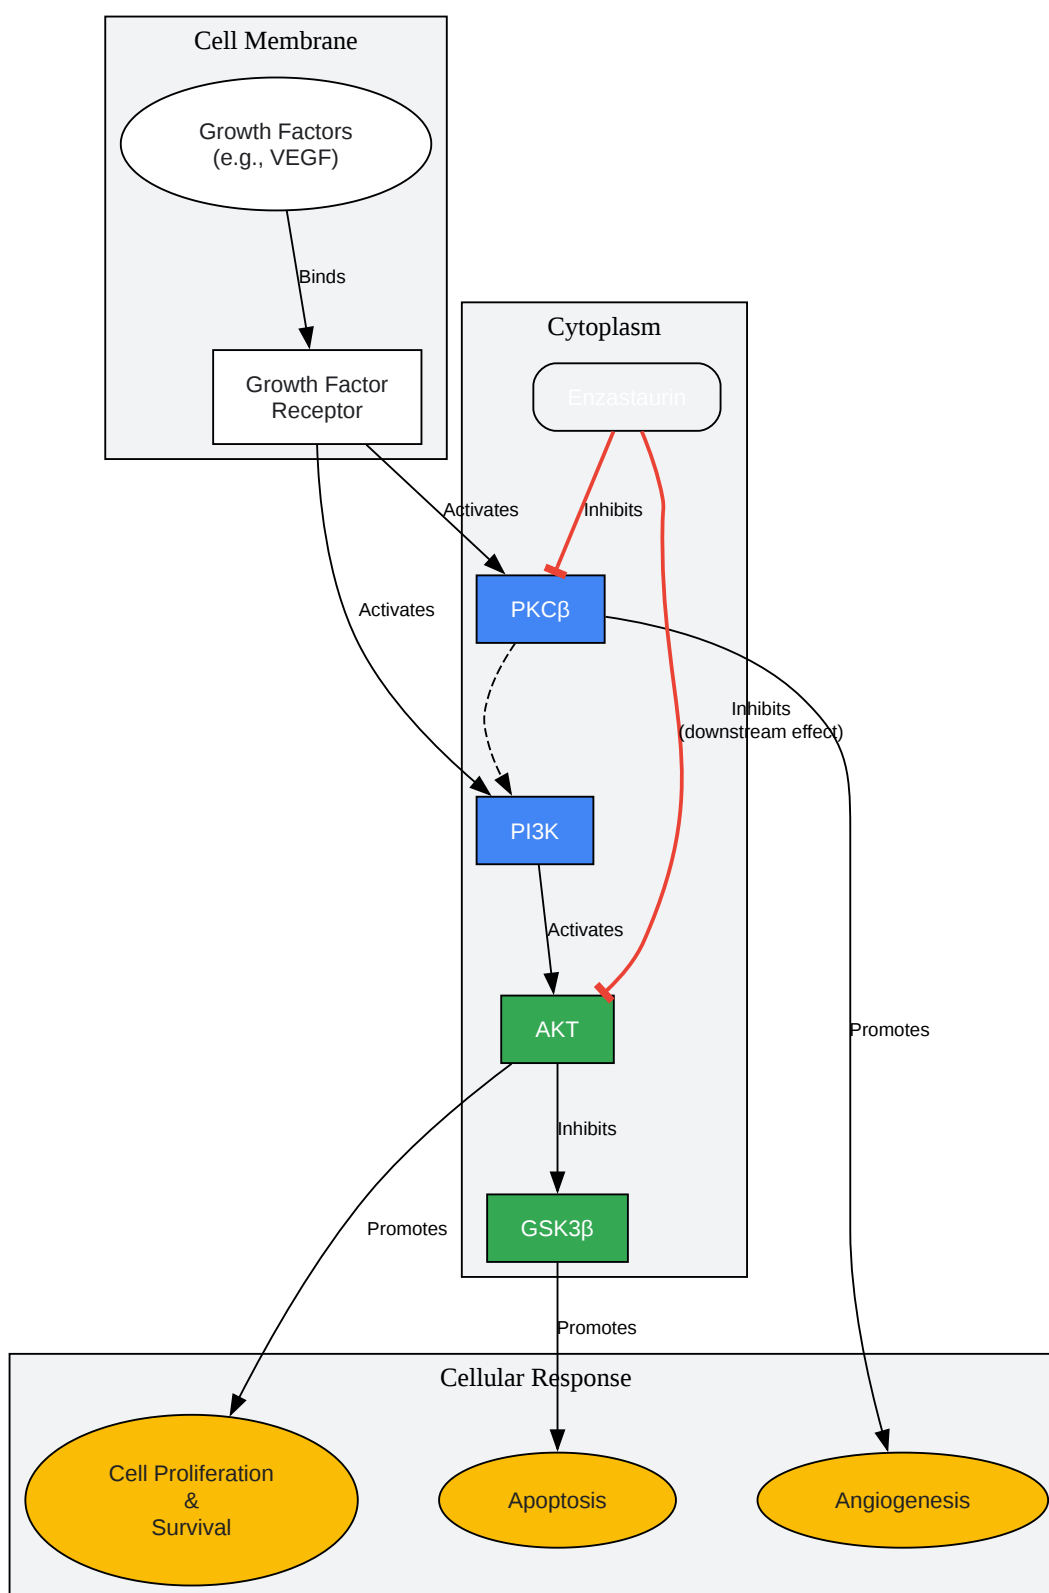 Cell Membrane
Growth Factors
(e.g., VEGF)
Binds
Growth Factor
Receptor
Cytoplasm
Enzastaurin
Activates
Inhibits
PKCβ
Activates
Inhibits
(downstream effect)
PI3K
Activates
AKT
Promotes
Inhibits
Promotes
GSK3β
Promotes
Cellular Response
Cell Proliferation
&
Survival
Apoptosis
Angiogenesis